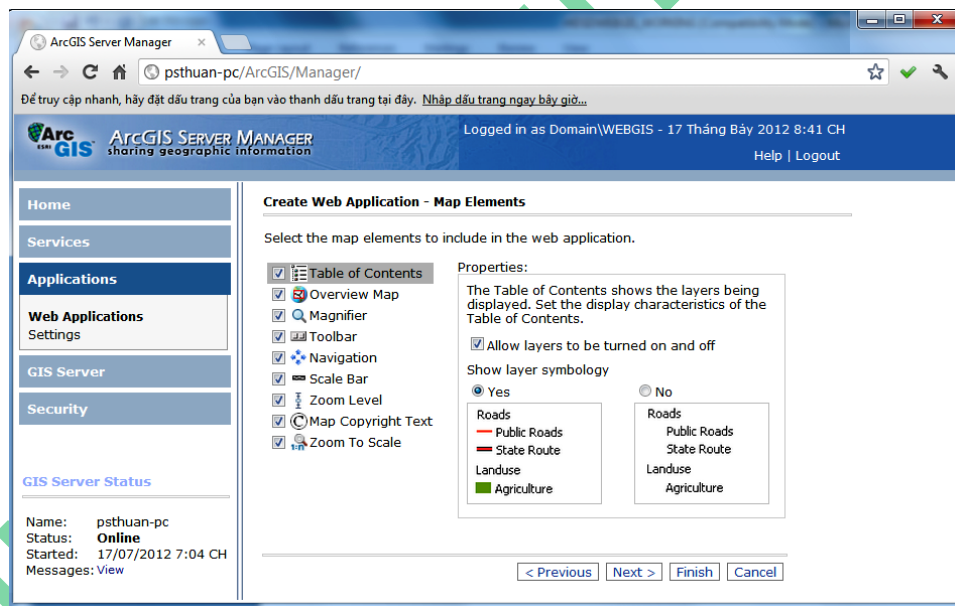 ArcGIS Server Manager
psthuan-pc/ArcGIS/Manager/
Để truy cập nhanh, hãy đặt dấu trang của bạn vào thanh dấu trang tại đây. Nhập dấu trang ngay bây giờ...
Arc GIS ESRI
ArcGIS Server Manager
sharing geographic information
Logged in as Domain\WEBGIS - 17 Tháng Bảy 2012 8:41 CH
Help | Logout
Home
Services
Applications
Web Applications
Settings
GIS Server
Security
GIS Server Status
Name: psthuan-pc
Status: Online
Started: 17/07/2012 7:04 CH
Messages: View
Create Web Application - Map Elements
Select the map elements to include in the web application.
Table of Contents
Overview Map
Magnifier
Toolbar
Navigation
Scale Bar
Zoom Level
Map Copyright Text
Zoom To Scale
Properties:
The Table of Contents shows the layers being
displayed. Set the display characteristics of the
Table of Contents.
Allow layers to be turned on and off
Show layer symbology
Yes
Roads
Public Roads
State Route
Landuse
Agriculture
No
Roads
Public Roads
State Route
Landuse
Agriculture
< Previous
Next >
Finish
Cancel